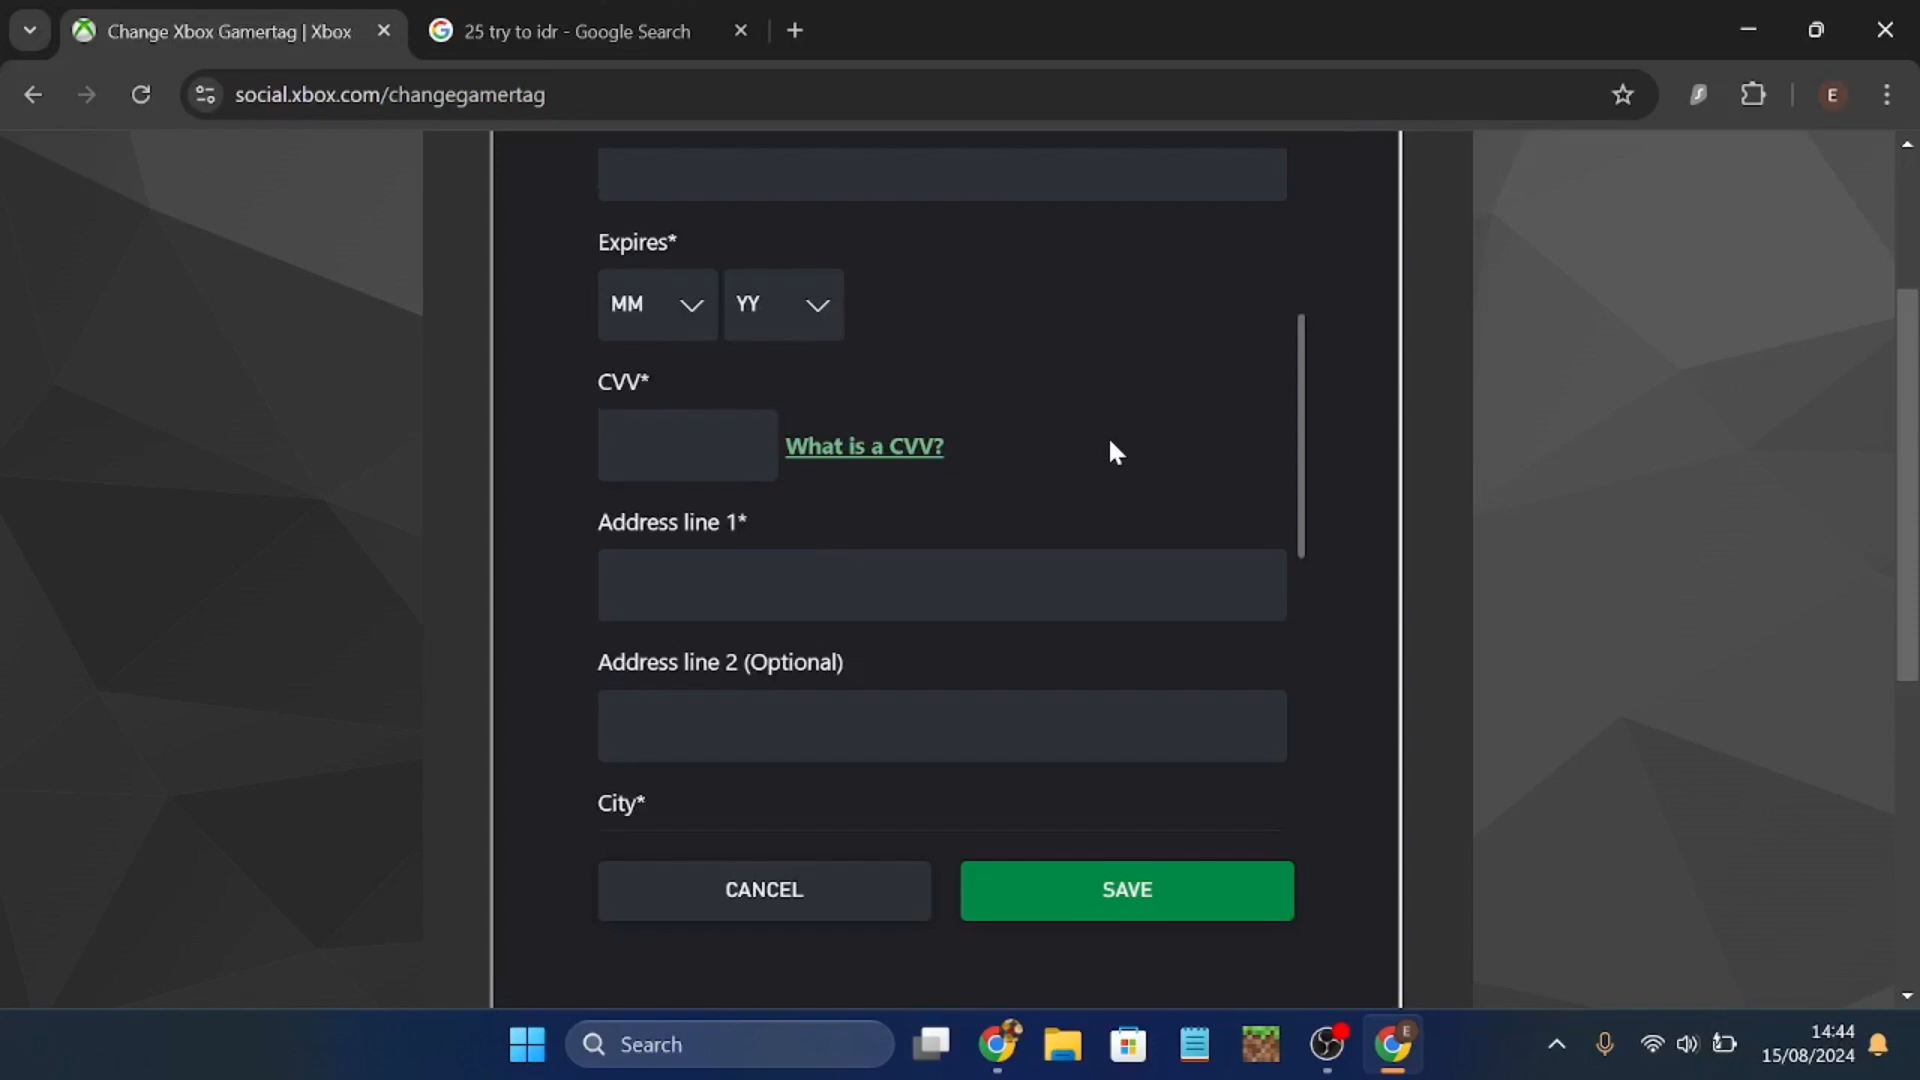 Change Xbox Gamertag | Xbox
25 try to idr - Google Search
social.xbox.com/changegamertag
E
Expires*
MM
YY
CVV*
What is a CVV?
Address line 1*
Address line 2 (Optional)
City*
CANCEL
SAVE
Search
E
14:44
15/08/2024